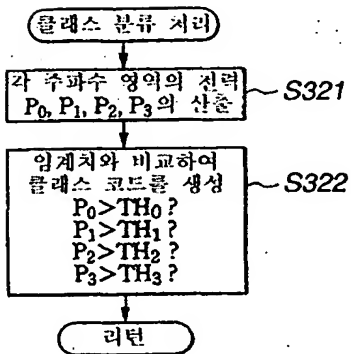 클래스 분류 처리
각 주파수 영역의 전력
P₀, P₁, P₂, P₃의 산출
S321
임계치와 비교하여
클래스 코드를 생성
S322
P₀>TH₀?
P₁>TH₁?
P₂>TH₂?
P₃>TH₃?
리턴